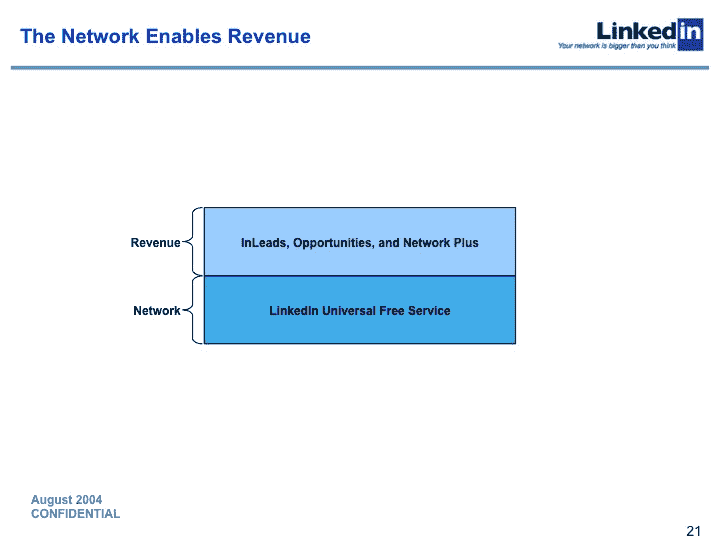 The Network Enables Revenue
Linkedin
Your network is bigger than you think
Revenue
InLeads, Opportunities, and Network Plus
Network
LinkedIn Universal Free Service
August 2004
CONFIDENTIAL
21